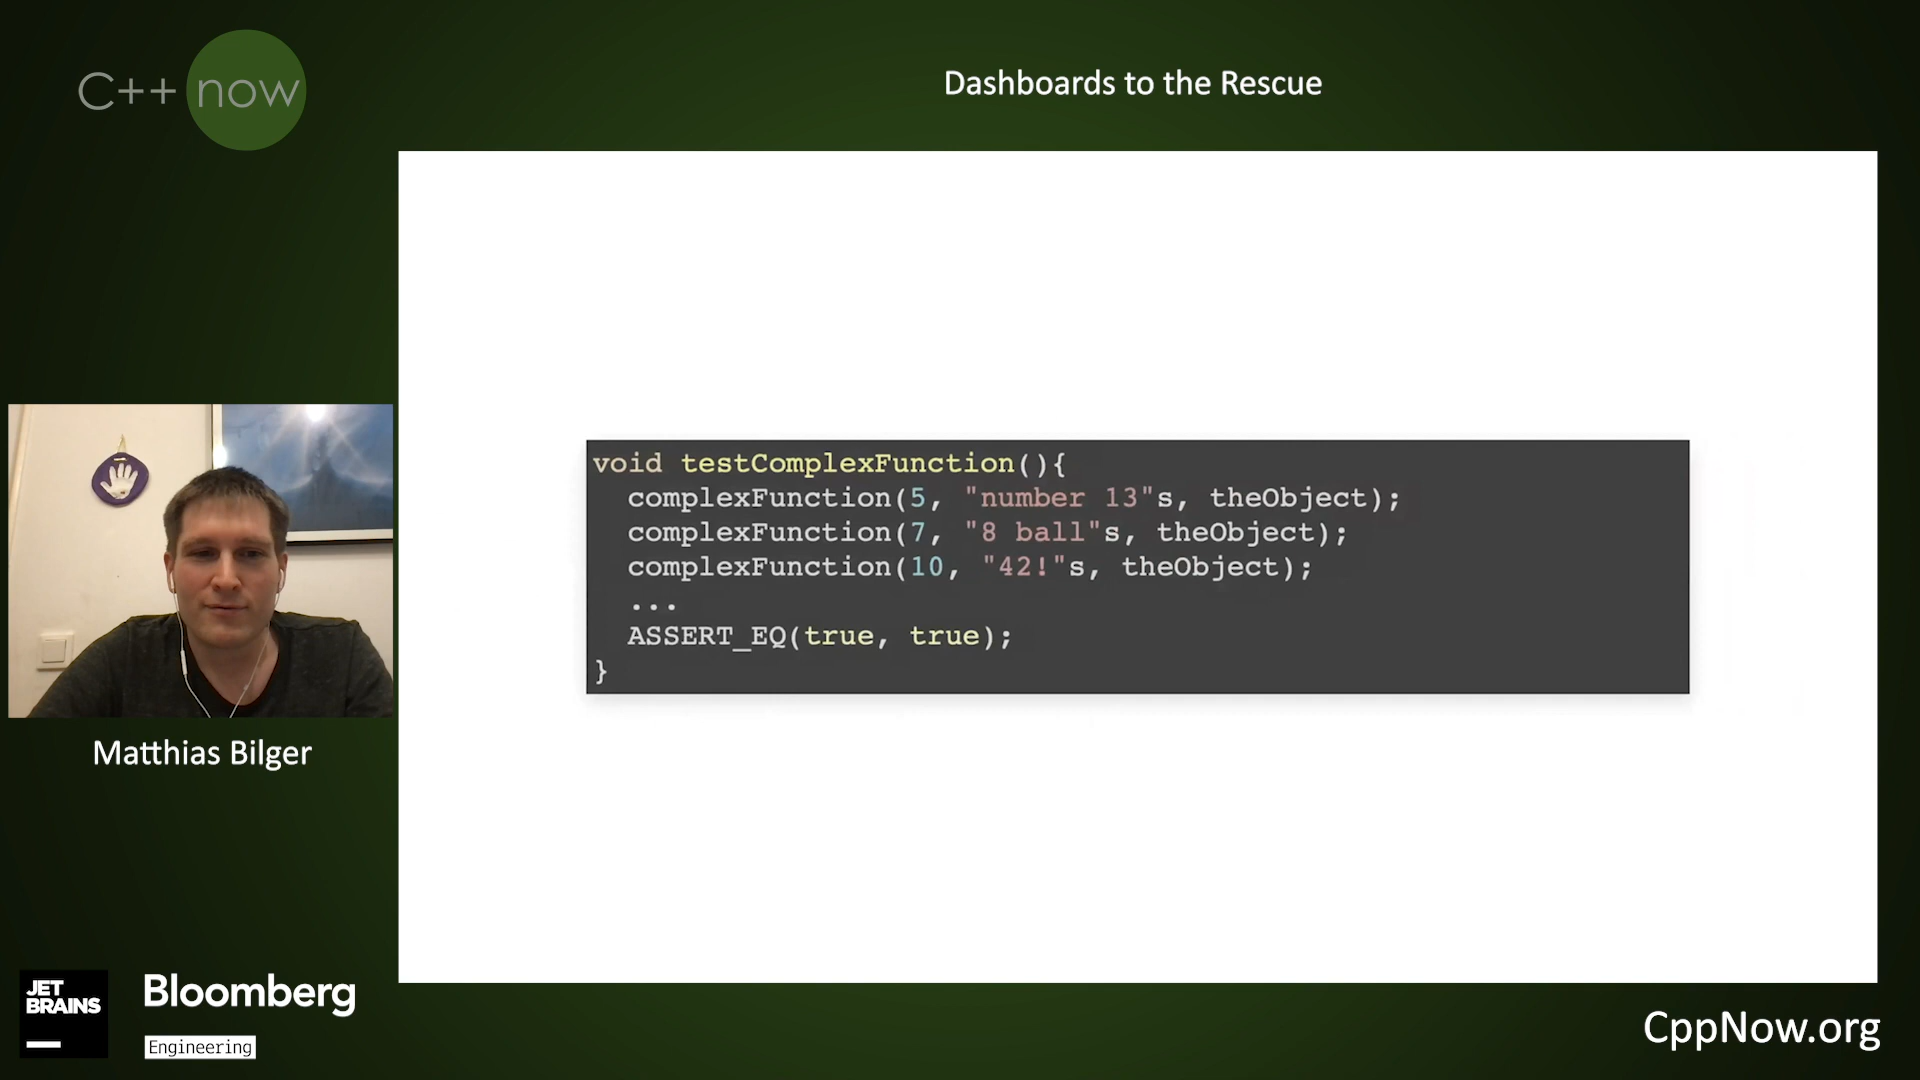 C++ now
Dashboards to the Rescue
void testComplexFunction(){
complexFunction(5, "number 13"s, theObject);
complexFunction(7, "8 ball"s, theObject);
complexFunction(10, "42!"s, theObject);
...
ASSERT_EQ(true, true);
}
Matthias Bilger
JET
BRAINS
Bloomberg
Engineering
CppNow.org